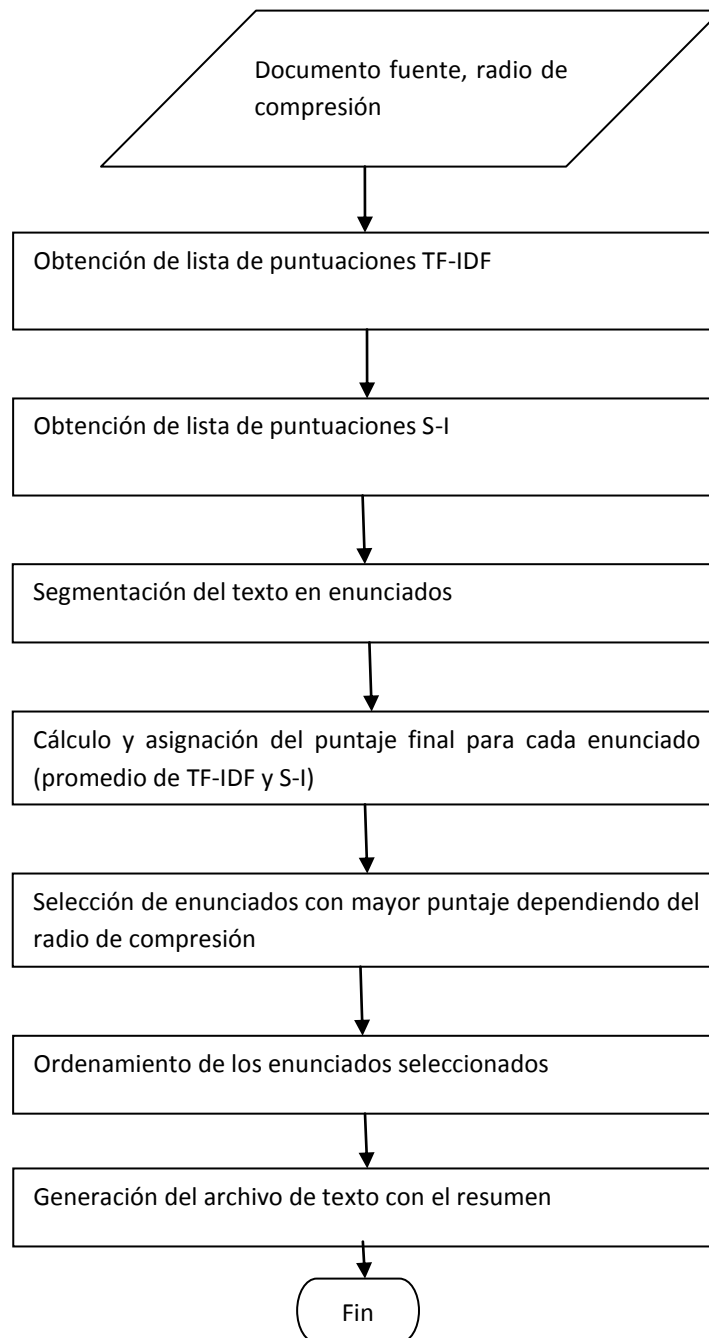 Documento fuente, radio de
compresión
Obtención de lista de puntuaciones TF-IDF
Obtención de lista de puntuaciones S-I
Segmentación del texto en enunciados
Cálculo y asignación del puntaje final para cada enunciado
(promedio de TF-IDF y S-I)
Selección de enunciados con mayor puntaje dependiendo del
radio de compresión
Ordenamiento de los enunciados seleccionados
Generación del archivo de texto con el resumen
Fin